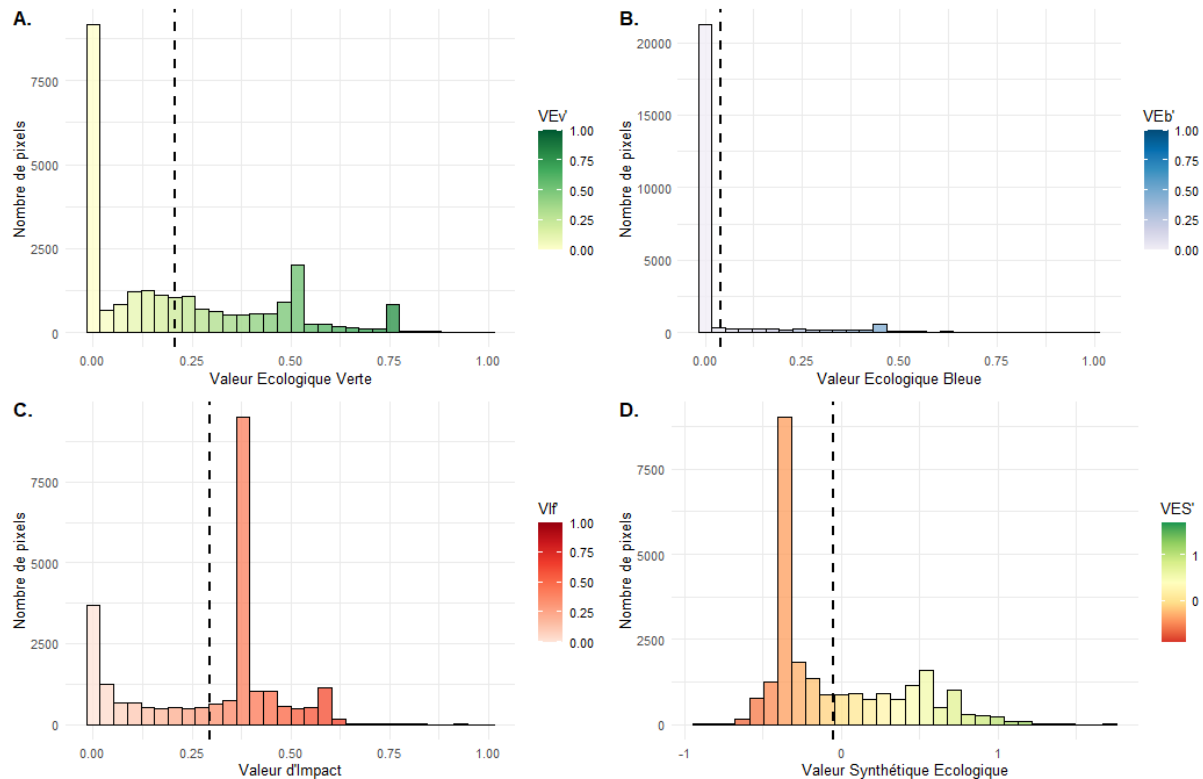 A.
Nombre de pixels
7500
5000
2500
0
0.00 0.25 0.50 0.75 1.00
Valeur Ecologique Verte
VEv'
1.00
0.75
0.50
0.25
0.00
B.
Nombre de pixels
20000
15000
10000
5000
0
0.00 0.25 0.50 0.75 1.00
Valeur Ecologique Bleue
VEb'
1.00
0.75
0.50
0.25
0.00
C.
Nombre de pixels
7500
5000
2500
0
0.00 0.25 0.50 0.75 1.00
Valeur d'Impact
VIf'
1.00
0.75
0.50
0.25
0.00
D.
Nombre de pixels
7500
5000
2500
0
-1 0 1
Valeur Synthétique Ecologique
VES'
1
0